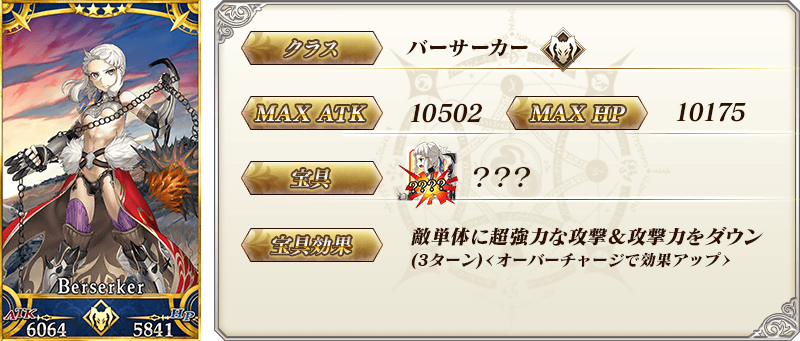 Berserker
ATK HP
6064 5841
クラス バーサーカー
MAX ATK 10502 MAX HP 10175
宝具 ???? ？？？
宝具効果 敵単体に超強力な攻撃＆攻撃力をダウン
(3ターン)<オーバーチャージで効果アップ>